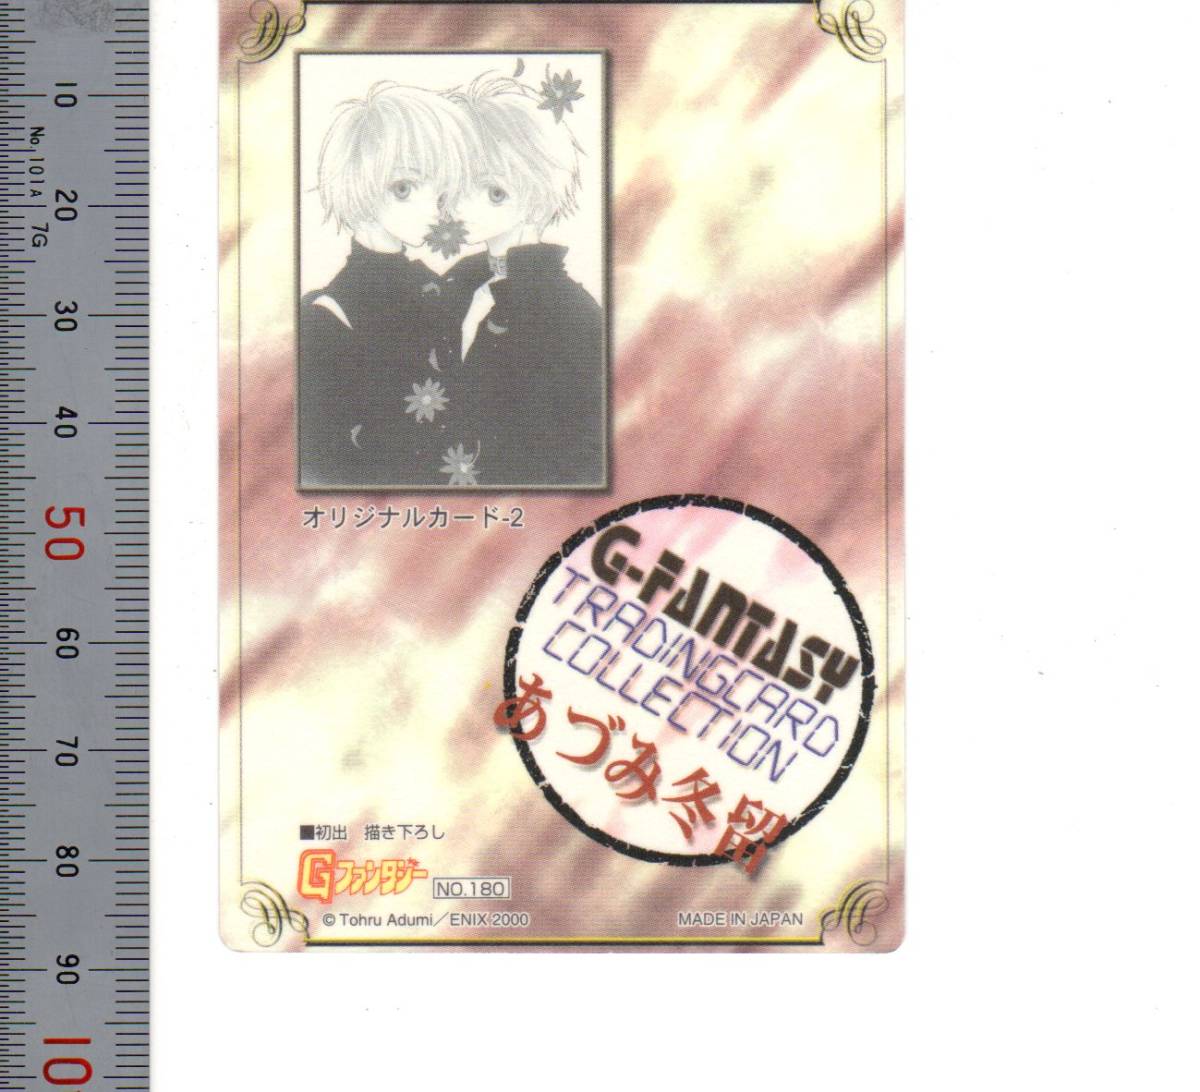 10
No.101A 7G
20
30
40
50
60
70
80
90
10
オリジナルカード-2
G-FANTASY
TRADINGCARD
COLLECTION
あづみ冬留
■初出　描き下ろし
Gファンタジー NO.180
© Tohru Adumi／ENIX 2000 MADE IN JAPAN